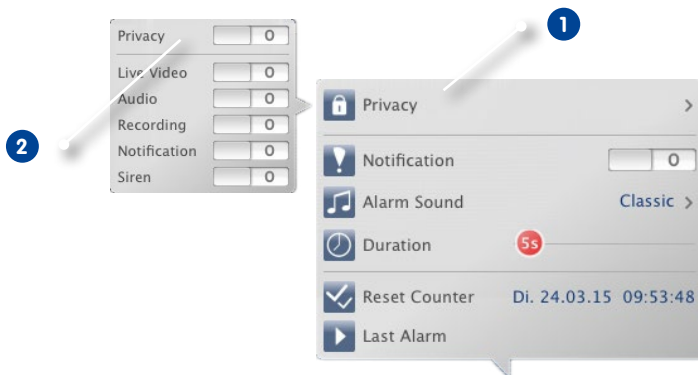 1
Privacy 0
Live Video 0
Audio 0
Recording 0
Notification 0
Siren 0
2
Privacy >
Notification 0
Alarm Sound Classic >
Duration 5s
Reset Counter Di. 24.03.15 09:53:48
Last Alarm